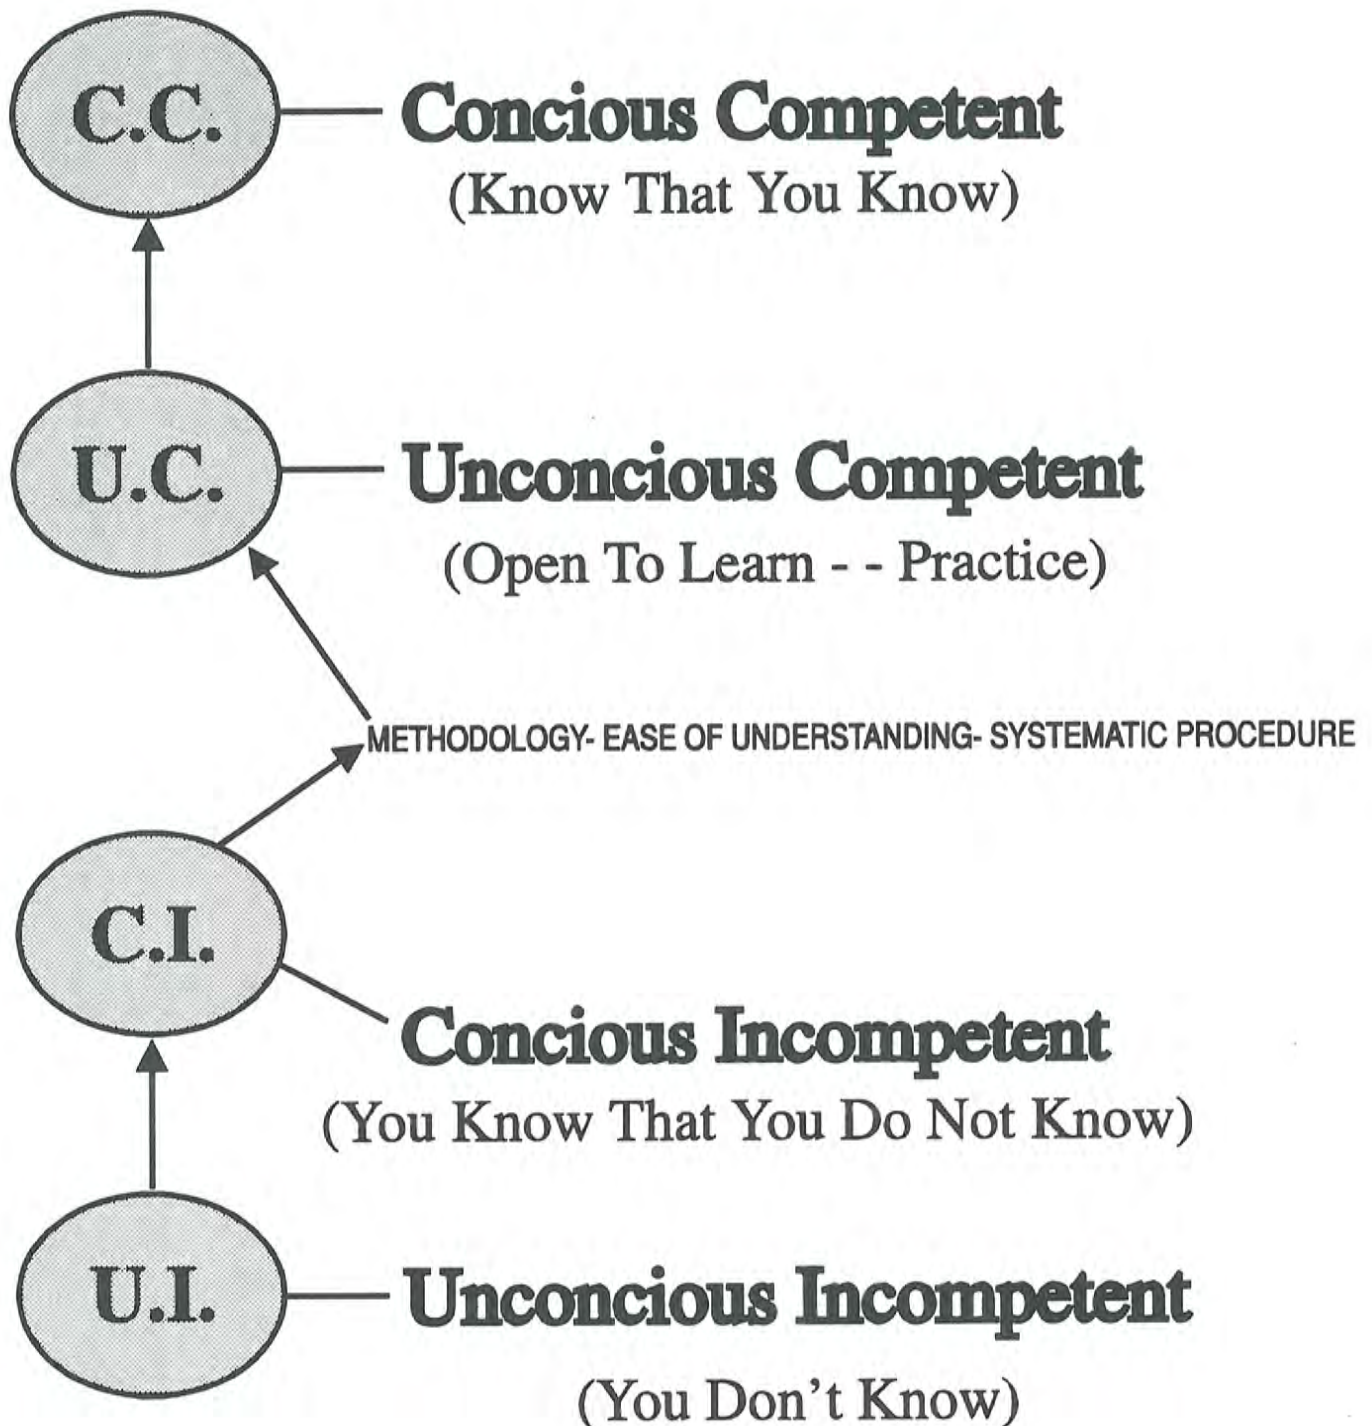 C.C.
Concious Competent
(Know That You Know)
U.C.
Unconcious Competent
(Open To Learn - - Practice)
METHODOLOGY- EASE OF UNDERSTANDING- SYSTEMATIC PROCEDURE
C.I.
Concious Incompetent
(You Know That You Do Not Know)
U.I.
Unconcious Incompetent
(You Don't Know)